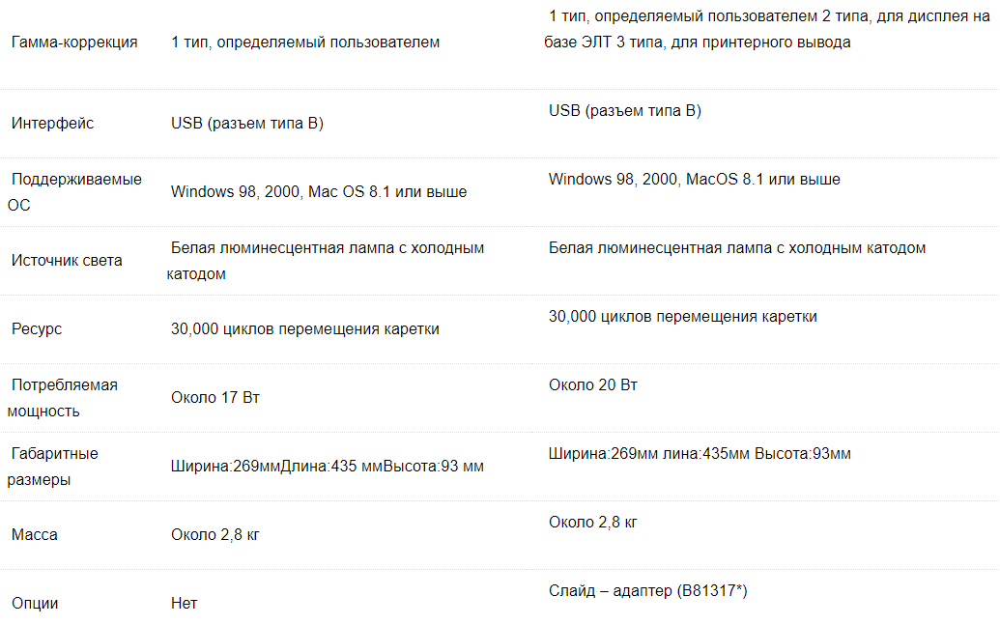 Гамма-коррекция
1 тип, определяемый пользователем
1 тип, определяемый пользователем 2 типа, для дисплея на
базе ЭЛТ 3 типа, для принтерного вывода
Интерфейс
USB (разъем типа B)
USB (разъем типа B)
Поддерживаемые
ОС
Windows 98, 2000, Mac OS 8.1 или выше
Windows 98, 2000, MacOS 8.1 или выше
Источник света
Белая люминесцентная лампа с холодным
катодом
Белая люминесцентная лампа с холодным катодом
Ресурс
30,000 циклов перемещения каретки
30,000 циклов перемещения каретки
Потребляемая
мощность
Около 17 Вт
Около 20 Вт
Габаритные
размеры
Ширина:269ммДлина:435 ммВысота:93 мм
Ширина:269мм лина:435мм Высота:93мм
Масса
Около 2,8 кг
Около 2,8 кг
Опции
Нет
Слайд – адаптер (B81317*)